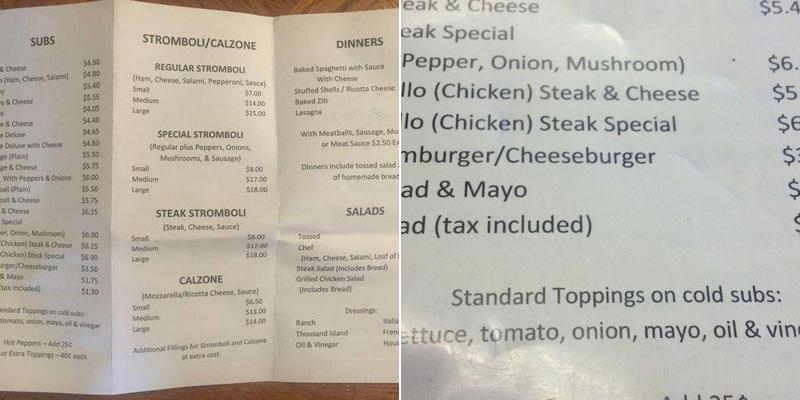 SUBS
& Cheese $4.80
(Ham, Cheese, Salami) $4.80
$5.40
& Cheese $5.55
$4.05
$4.40
Deluxe $4.65
Deluxe with Cheese $4.80
(Plain) $5.50
& Cheese $5.75
With Peppers & Onions $6.00
(Plain) $5.50
& Cheese $5.75
& Cheese $6.15
Special
Onion, Mushroom) $6.90
(Chicken) Steak & Cheese $6.15
(Chicken) Steak Special $6.90
$3.50
& Mayo $1.75
(tax included) $1.30
Toppings on cold subs:
tomato, onion, mayo, oil & vinegar
Hot Peppers – Add 25¢
or Extra Toppings – 40¢ each
STROMBOLI/CALZONE
REGULAR STROMBOLI
(Ham, Cheese, Salami, Pepperoni, Sauce)
Small $7.00
Medium $14.00
Large $15.00
SPECIAL STROMBOLI
(Regular plus Peppers, Onions,
Mushrooms, & Sausage)
Small $8.00
Medium $17.00
Large $18.00
STEAK STROMBOLI
(Steak, Cheese, Sauce)
Small $8.00
Medium $17.00
Large $18.00
CALZONE
(Mozzarella/Ricotta Cheese, Sauce)
Small $6.50
Medium $13.00
Large $14.00
Additional Fillings for Stromboli and Calzone
at extra cost.
DINNERS
Baked Spaghetti with Sauce
With Cheese
Stuffed Shells / Ricotta Cheese
Baked Ziti
Lasagna
With Meatballs, Sausage,
or Meat Sauce $2.50
Dinners include tossed salad
of homemade
SALADS
Tossed
Chef
(Ham, Cheese, Salami, Loaf of
Steak Salad (Includes Bread)
Grilled Chicken Salad
(Includes Bread)
Dressings:
Ranch
Thousand Island
Oil & Vinegar
eak & Cheese $5.4
eak Special
Pepper, Onion, Mushroom) $6.
llo (Chicken) Steak & Cheese $5
llo (Chicken) Steak Special $6
mburger/Cheeseburger $3
ad & Mayo $
ad (tax included) $
Standard Toppings on cold subs:
ettuce, tomato, onion, mayo, oil & vine